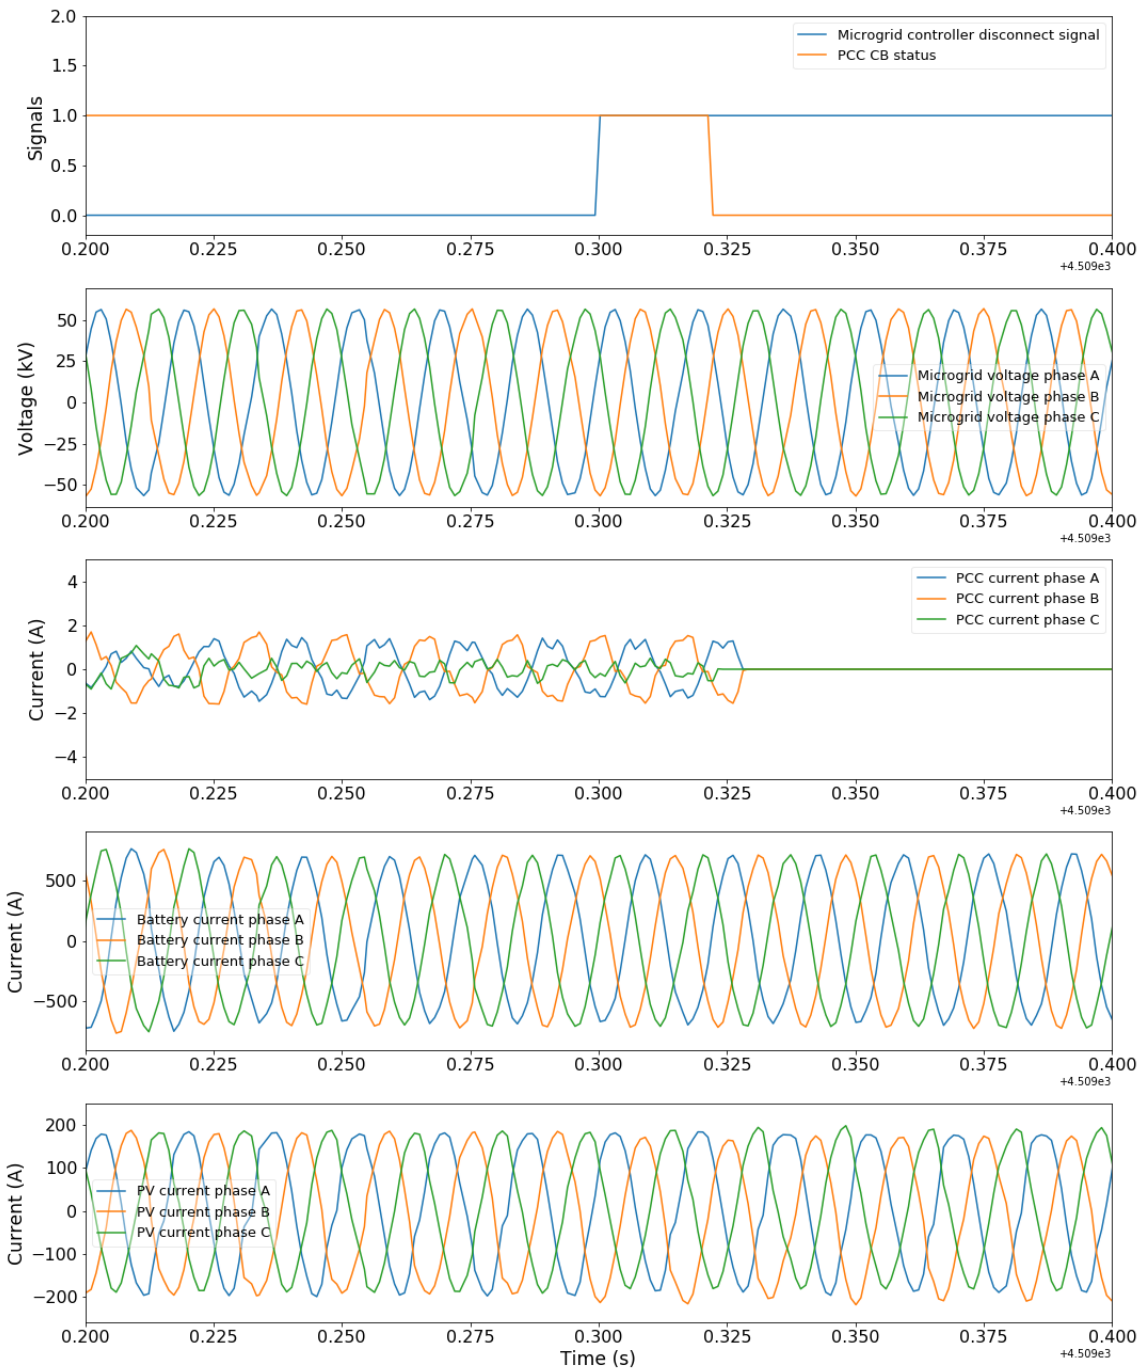 2.0
Microgrid controller disconnect signal
PCC CB status
1.5
1.0
0.5
0.0
Signals
0.200 0.225 0.250 0.275 0.300 0.325 0.350 0.375 0.400
+4.509e3
50
25
0
−25
−50
Voltage (kV)
Microgrid voltage phase A
Microgrid voltage phase B
Microgrid voltage phase C
0.200 0.225 0.250 0.275 0.300 0.325 0.350 0.375 0.400
+4.509e3
4
2
0
−2
−4
Current (A)
PCC current phase A
PCC current phase B
PCC current phase C
0.200 0.225 0.250 0.275 0.300 0.325 0.350 0.375 0.400
+4.509e3
500
0
−500
Current (A)
Battery current phase A
Battery current phase B
Battery current phase C
0.200 0.225 0.250 0.275 0.300 0.325 0.350 0.375 0.400
+4.509e3
200
100
0
−100
−200
Current (A)
PV current phase A
PV current phase B
PV current phase C
0.200 0.225 0.250 0.275 0.300 0.325 0.350 0.375 0.400
Time (s)
+4.509e3